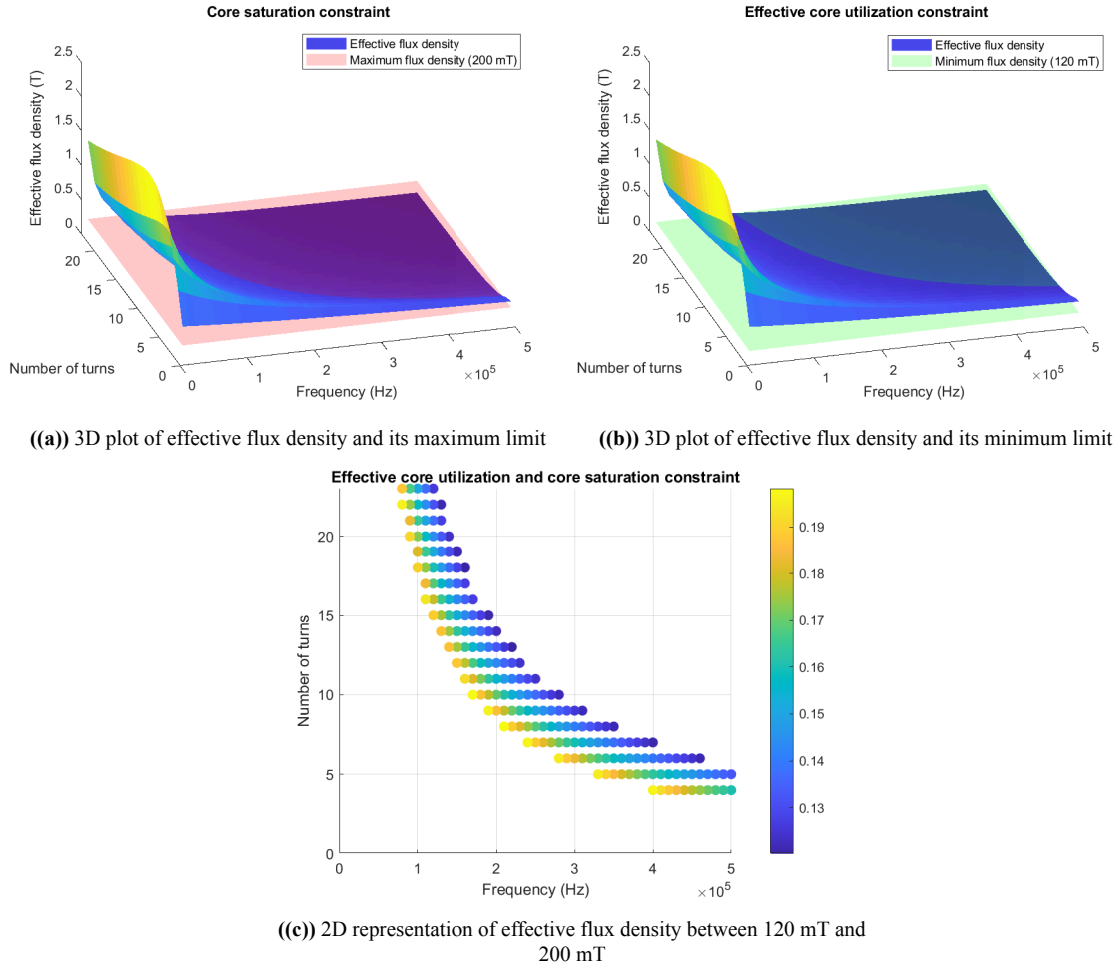 Core saturation constraint
Effective flux density
Maximum flux density (200 mT)
Effective flux density (T)
2.5
2
1.5
1
0.5
0
20
15
10
5
0
Number of turns
0
1
2
3
4
5
×10⁵
Frequency (Hz)
Effective core utilization constraint
Effective flux density
Minimum flux density (120 mT)
Effective flux density (T)
2.5
2
1.5
1
0.5
0
20
15
10
5
0
Number of turns
0
1
2
3
4
5
×10⁵
Frequency (Hz)
((a)) 3D plot of effective flux density and its maximum limit
((b)) 3D plot of effective flux density and its minimum limit
Effective core utilization and core saturation constraint
Number of turns
20
15
10
5
0
0
1
2
3
4
5
×10⁵
Frequency (Hz)
0.19
0.18
0.17
0.16
0.15
0.14
0.13
((c)) 2D representation of effective flux density between 120 mT and
200 mT